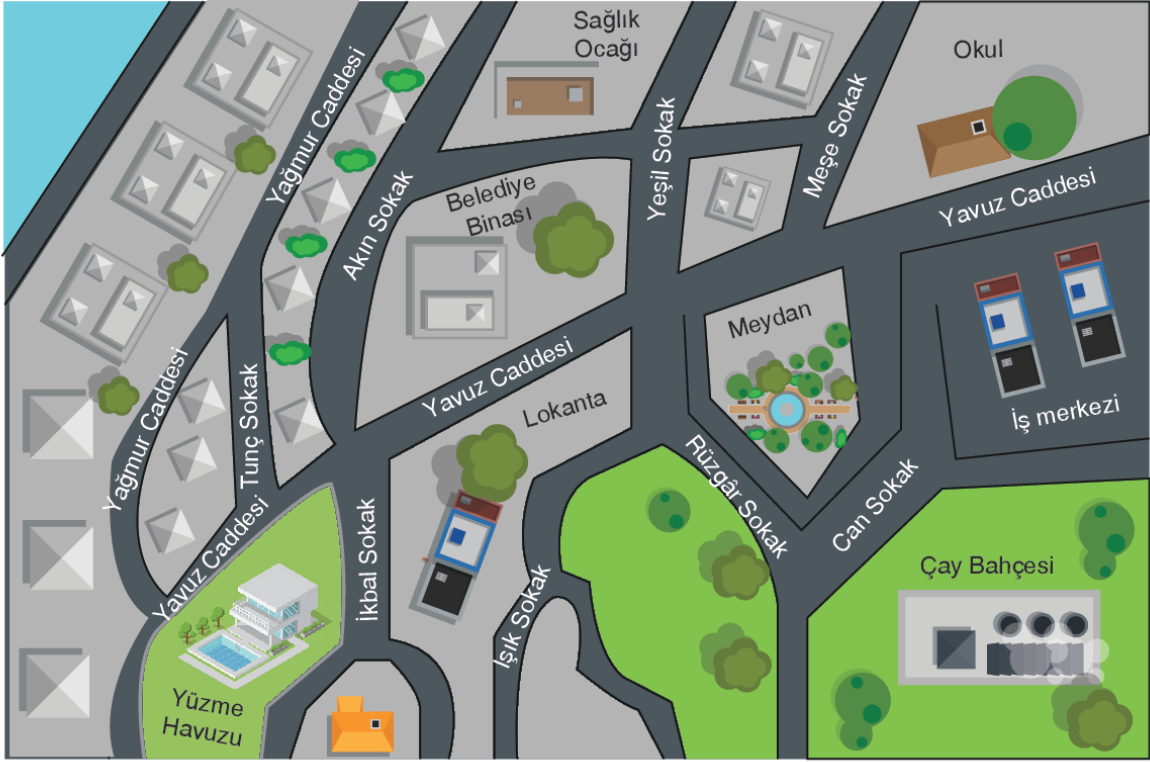 Sağlık
Ocağı
Okul
Yağmur Caddesi
Meşe Sokak
Yeşil Sokak
Akın Sokak
Belediye
Binası
Yavuz Caddesi
Meydan
Yavuz Caddesi
Lokanta
İş merkezi
Yağmur Caddesi
Tunç Sokak
Rüzgâr Sokak
Can Sokak
Yavuz Caddesi
İkbal Sokak
Işık Sokak
Çay Bahçesi
Yüzme
Havuzu